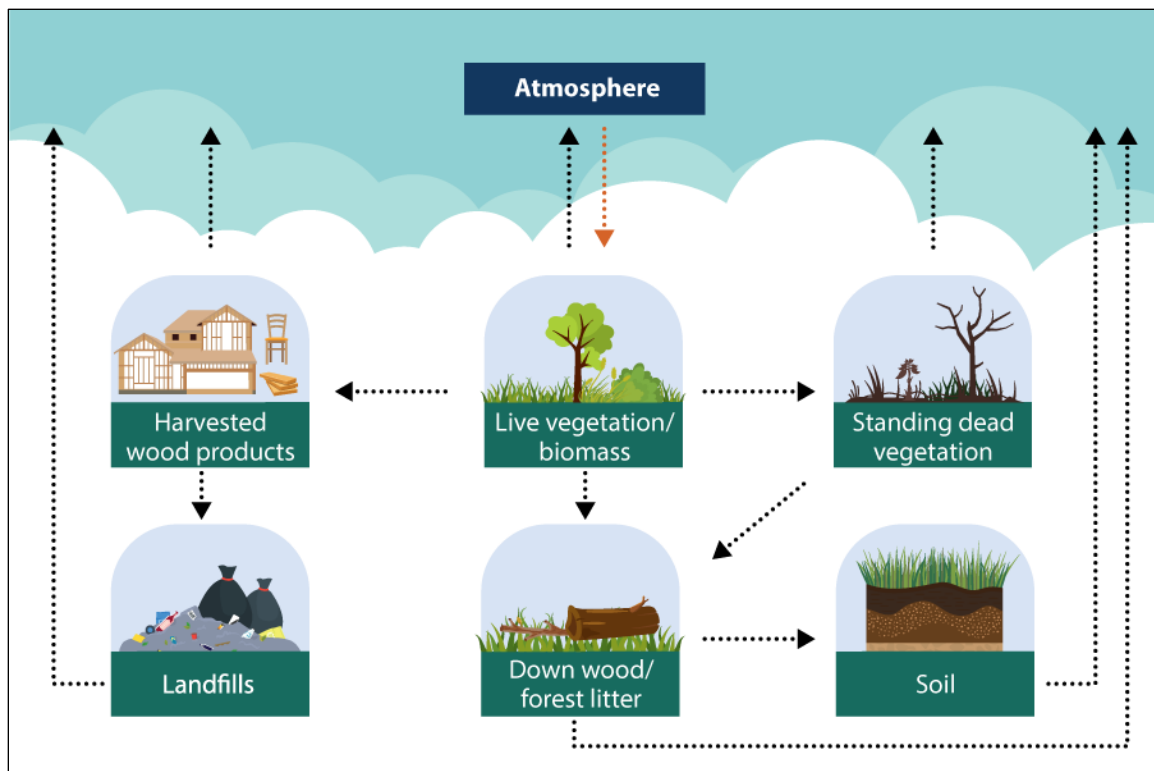 Atmosphere
Harvested
wood products
Live vegetation/
biomass
Standing dead
vegetation
Landfills
Down wood/
forest litter
Soil